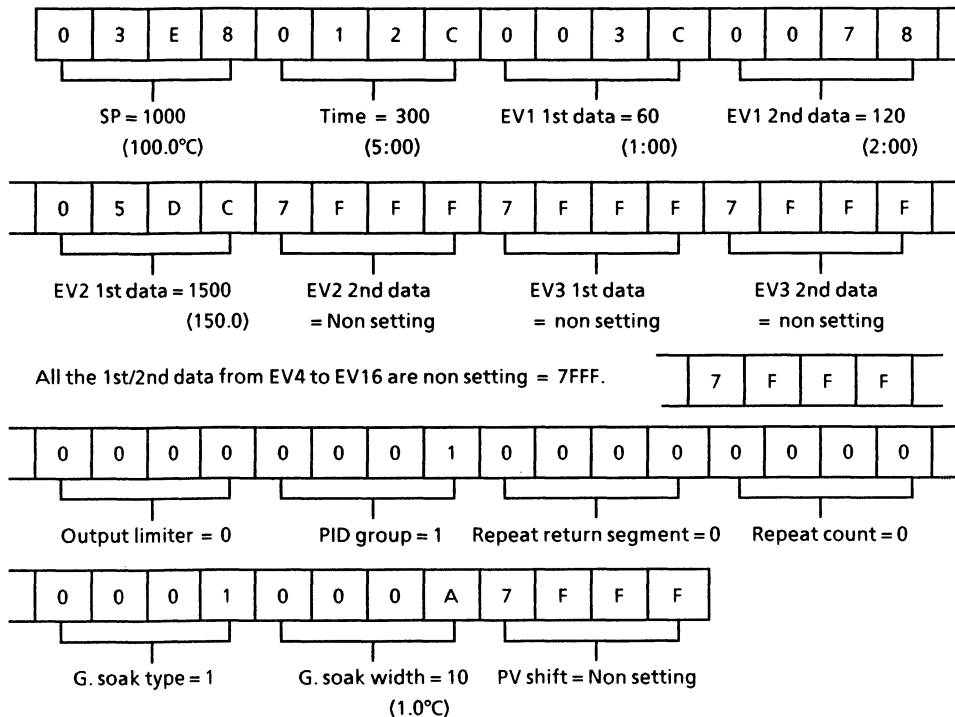 0 3 E 8 0 1 2 C 0 0 3 C 0 0 7 8
SP = 1000 Time = 300 EV1 1st data = 60 EV1 2nd data = 120
(100.0°C) (5:00) (1:00) (2:00)
0 5 D C 7 F F F 7 F F F 7 F F F
EV2 1st data = 1500 EV2 2nd data EV3 1st data EV3 2nd data
(150.0) = Non setting = non setting = non setting
All the 1st/2nd data from EV4 to EV16 are non setting = 7FFF. 7 F F F
0 0 0 0 0 0 0 1 0 0 0 0 0 0 0 0
Output limiter = 0 PID group = 1 Repeat return segment = 0 Repeat count = 0
0 0 0 1 0 0 0 A 7 F F F
G. soak type = 1 G. soak width = 10 PV shift = Non setting
(1.0°C)